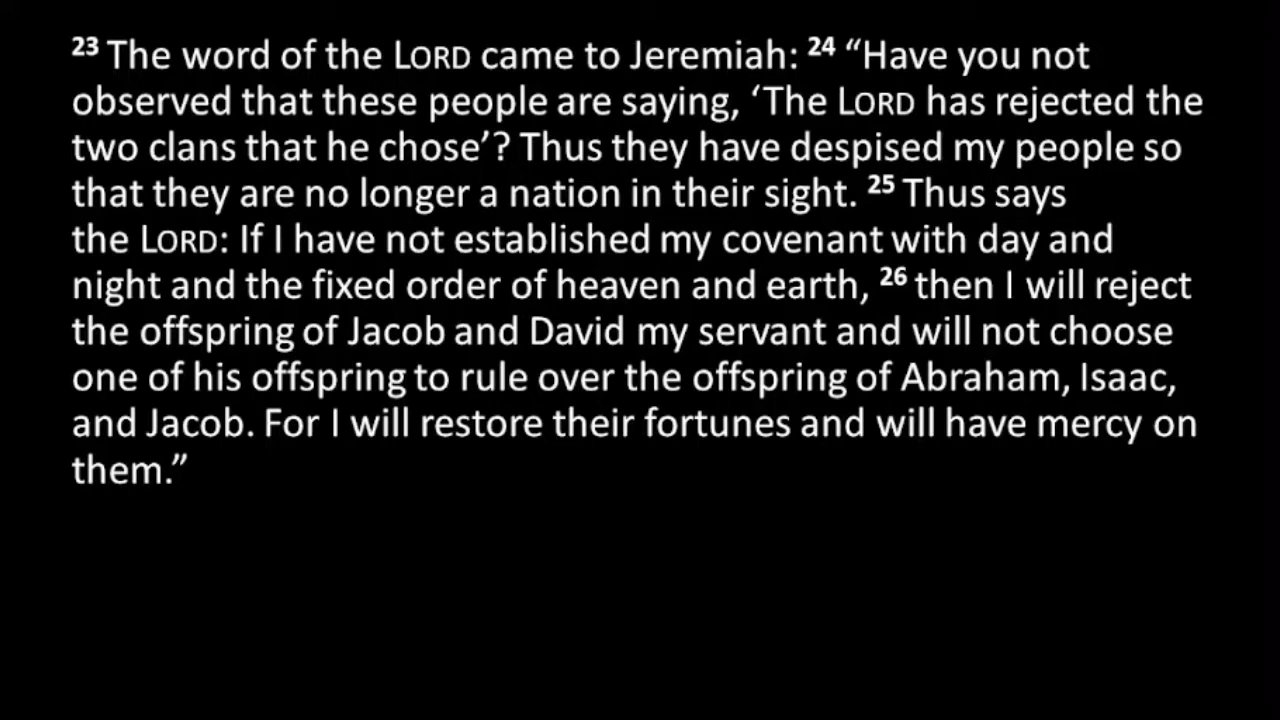 23 The word of the LORD came to Jeremiah: 24 “Have you not
observed that these people are saying, ‘The LORD has rejected the
two clans that he chose’? Thus they have despised my people so
that they are no longer a nation in their sight. 25 Thus says
the LORD: If I have not established my covenant with day and
night and the fixed order of heaven and earth, 26 then I will reject
the offspring of Jacob and David my servant and will not choose
one of his offspring to rule over the offspring of Abraham, Isaac,
and Jacob. For I will restore their fortunes and will have mercy on
them.”